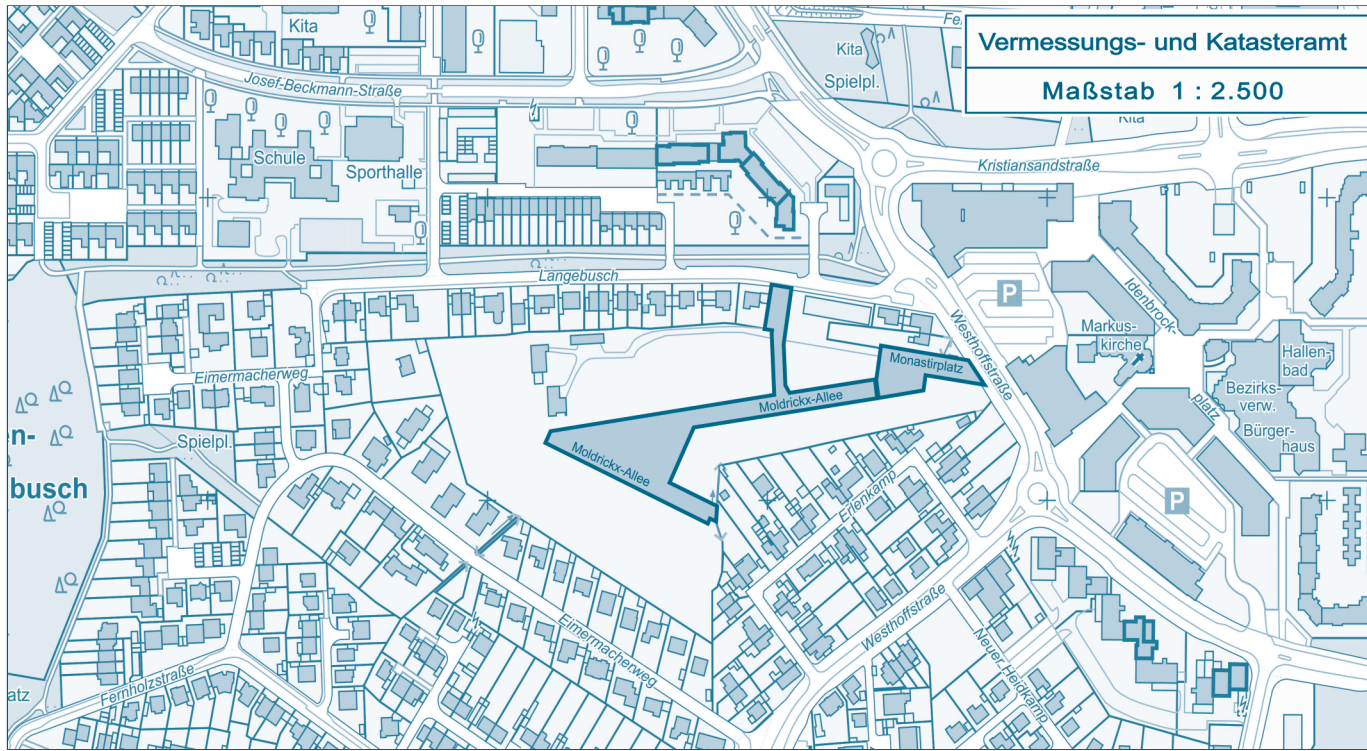 Kita
Kita
Spielpl.
Vermessungs- und Katasteramt
Maßstab 1 : 2.500
Kita
Josef-Beckmann-Straße
Schule
Sporthalle
Kristiansandstraße
Langebusch
P
Westhoffstraße
Idenbrock-
platz
Markus-
kirche
Hallen-
bad
Bezirks-
verw.
Bürger-
haus
Monastirplatz
Moldrickx-Allee
Moldrickx-Allee
Eimermacherweg
Spielpl.
en-
busch
Erlenkamp
P
Westhoffstraße
Neuer Heidkamp
Eimermacherweg
Fernholzstraße
atz